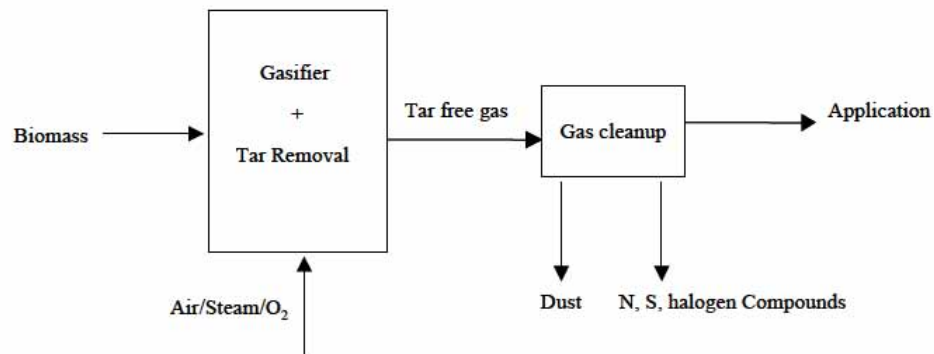 Gasifier
+
Tar Removal
Biomass
Tar free gas
Gas cleanup
Application
Air/Steam/O₂
Dust
N, S, halogen Compounds